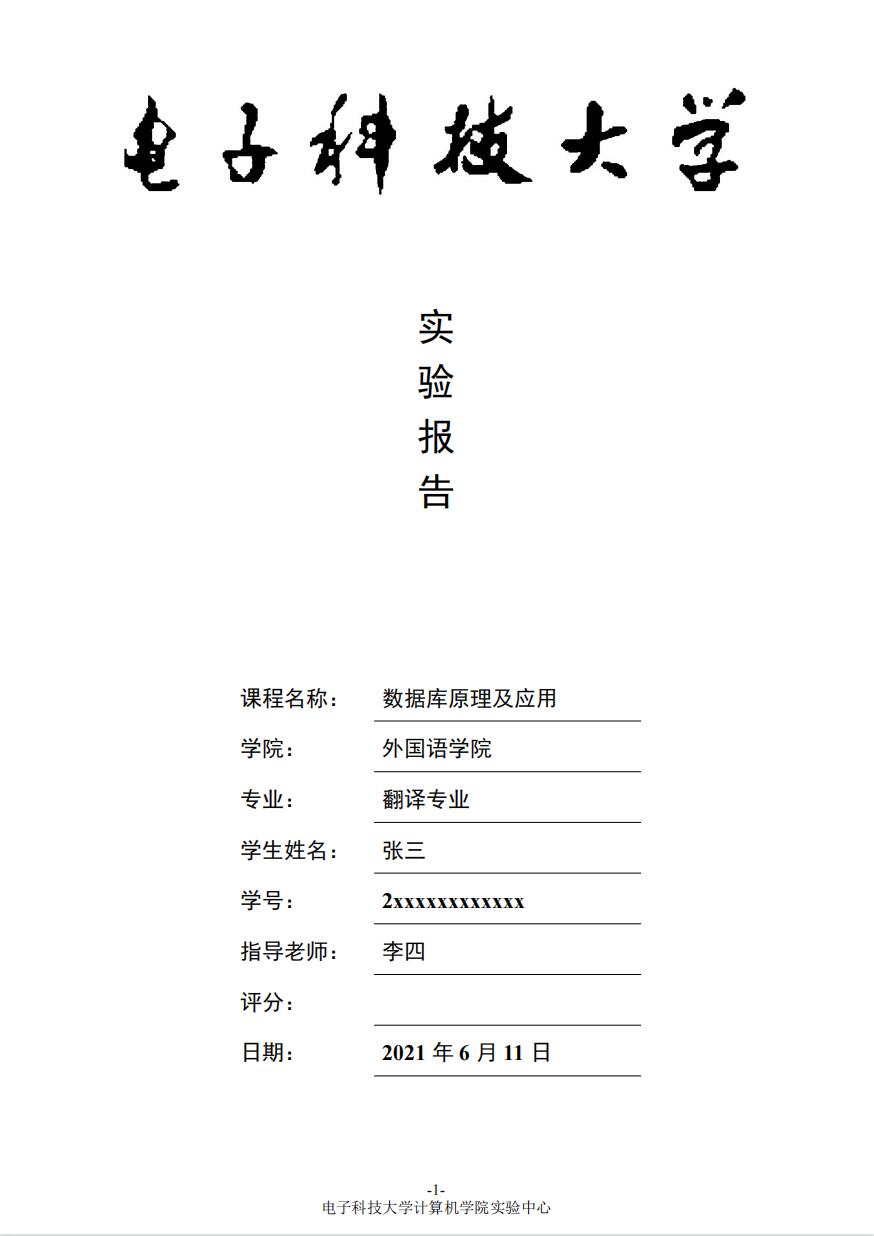 电子科技大学
实
验
报
告
课程名称： 数据库原理及应用
学院： 外国语学院
专业： 翻译专业
学生姓名： 张三
学号： 2xxxxxxxxxxxx
指导老师： 李四
评分：
日期： 2021 年 6 月 11 日
-1-
电子科技大学计算机学院实验中心